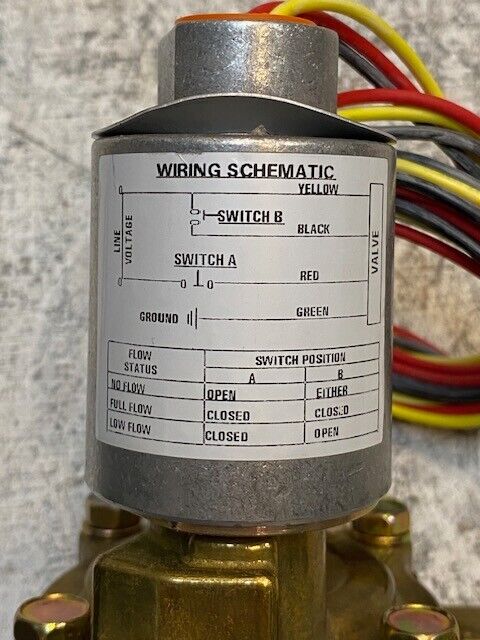 WIRING SCHEMATIC
YELLOW
SWITCH B
LINE VOLTAGE
BLACK
VALVE
SWITCH A
RED
GREEN
GROUND
FLOW STATUS
SWITCH POSITION
A B
NO FLOW OPEN EITHER
FULL FLOW CLOSED CLOSED
LOW FLOW CLOSED OPEN